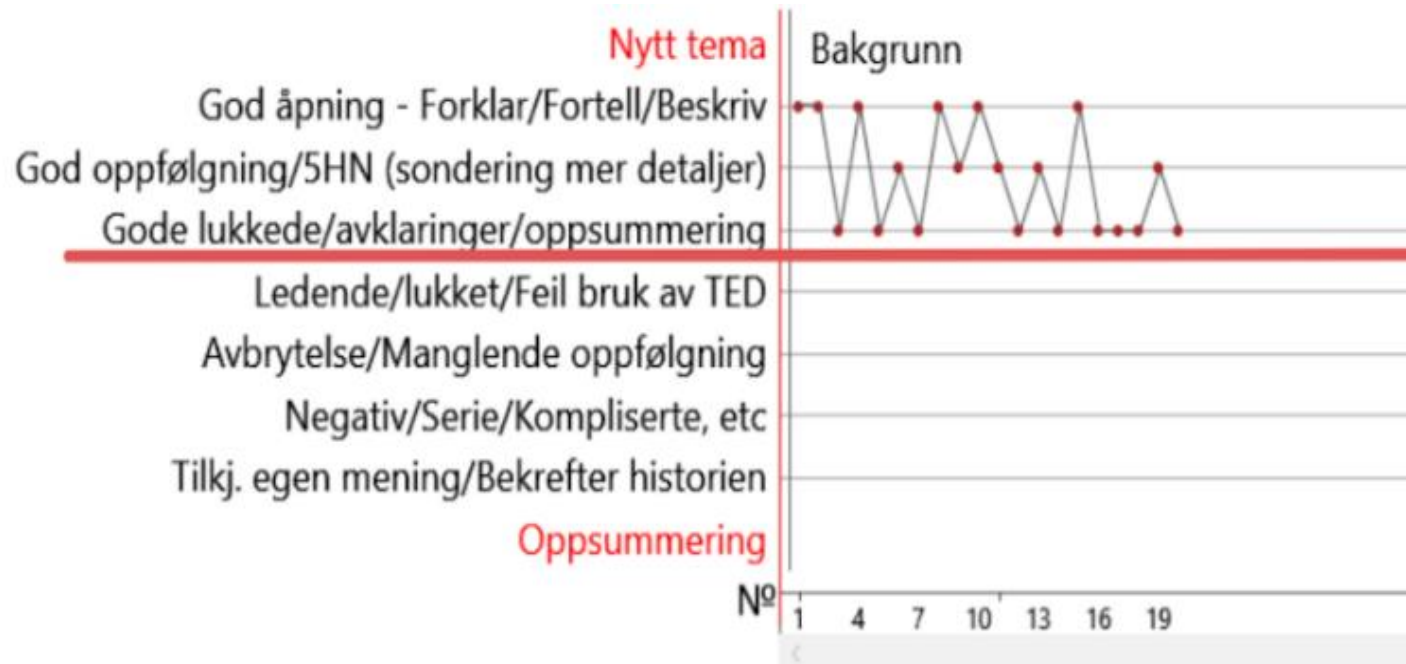 Nytt tema
Bakgrunn
God åpning - Forklar/Fortell/Beskriv
God oppfølgning/5HN (sondering mer detaljer)
Gode lukkede/avklaringer/oppsummering
Ledende/lukket/Feil bruk av TED
Avbrytelse/Manglende oppfølgning
Negativ/Serie/Kompliserte, etc
Tilkj. egen mening/Bekrefter historien
Oppsummering
Nº
1 4 7 10 13 16 19